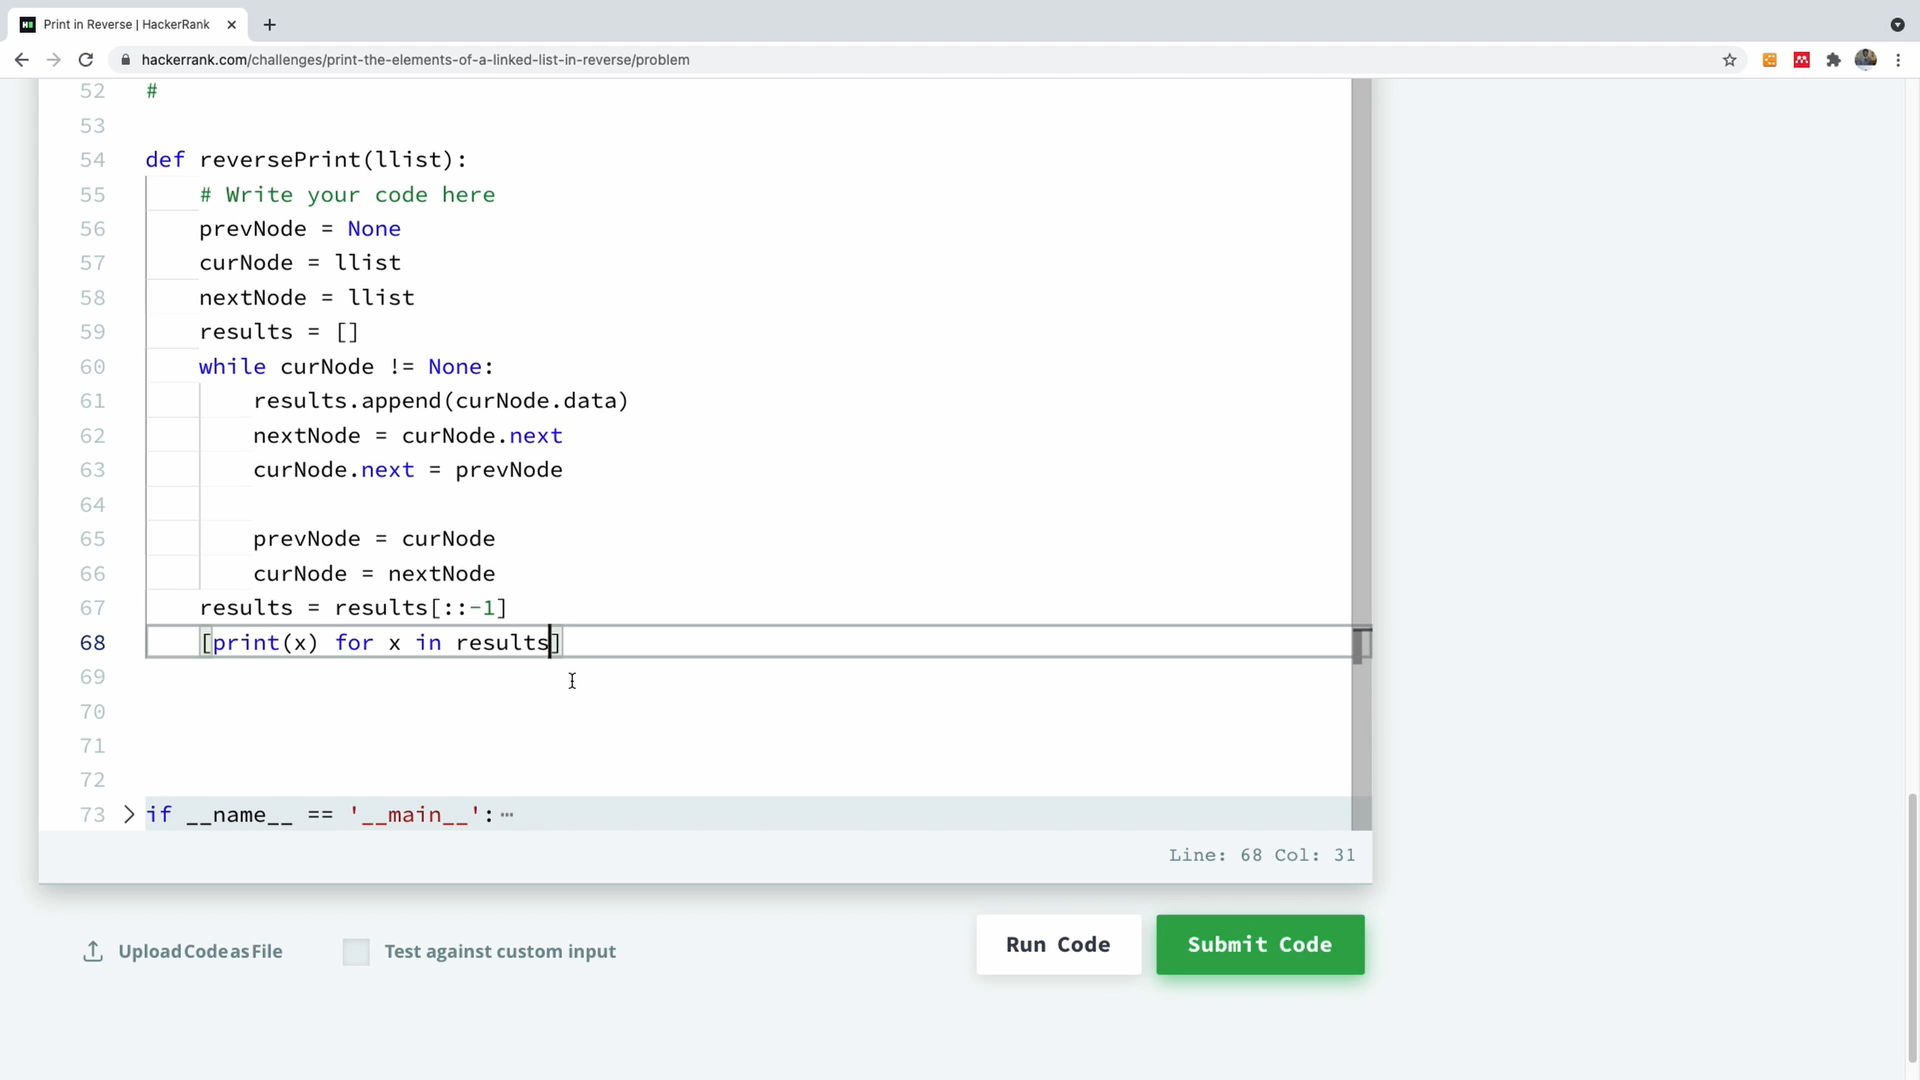 Print in Reverse | HackerRank
hackerrank.com/challenges/print-the-elements-of-a-linked-list-in-reverse/problem
52 #
53
54 def reversePrint(llist):
55 # Write your code here
56 prevNode = None
57 curNode = llist
58 nextNode = llist
59 results = []
60 while curNode != None:
61 results.append(curNode.data)
62 nextNode = curNode.next
63 curNode.next = prevNode
64
65 prevNode = curNode
66 curNode = nextNode
67 results = results[::-1]
68 [print(x) for x in results]
69
70
71
72
73 if __name__ == '__main__':
Line: 68 Col: 31
Upload Code as File Test against custom input Run Code Submit Code